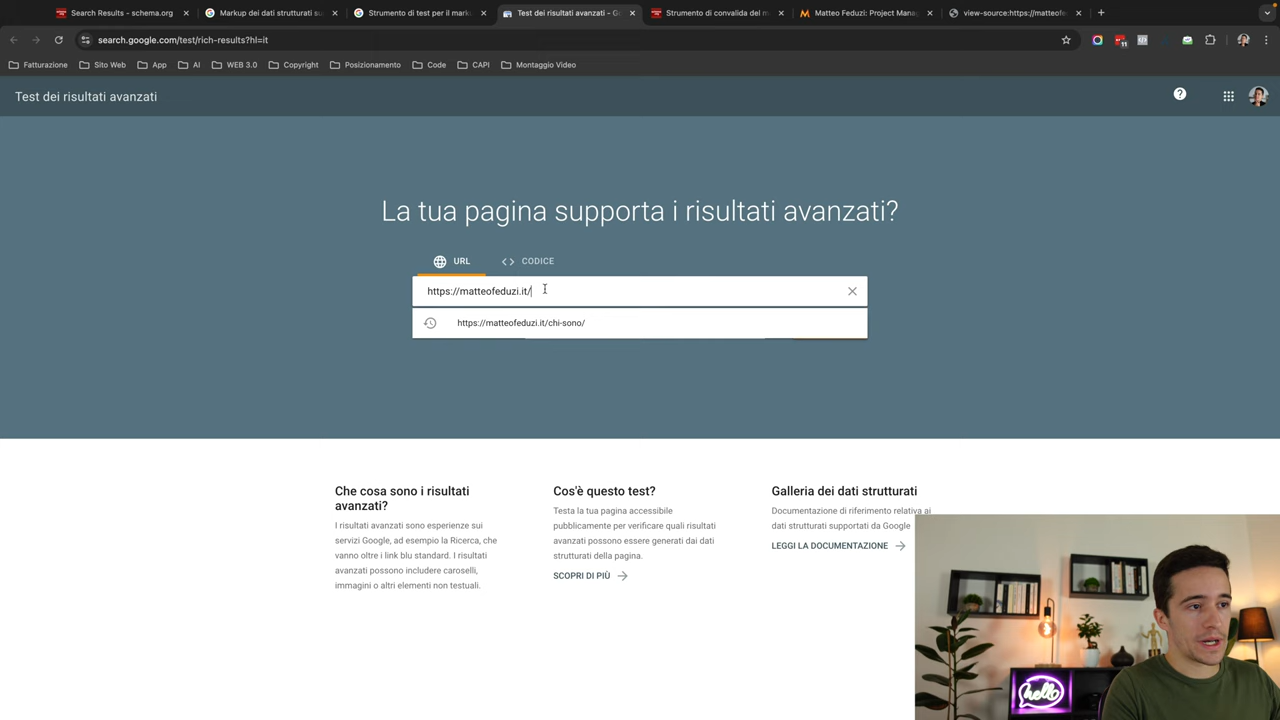 Search Results - schema.org
Markup dei dati strutturati su
Strumento di test per il mark
Test dei risultati avanzati - G
Strumento di convalida del m
Matteo Feduzi: Project Mana
view-source:https://matteofe
search.google.com/test/rich-results?hl=it
11
Fatturazione
Sito Web
App
AI
WEB 3.0
Copyright
Posizionamento
Code
CAPI
Montaggio Video
Test dei risultati avanzati
La tua pagina supporta i risultati avanzati?
URL
CODICE
https://matteofeduzi.it/
https://matteofeduzi.it/chi-sono/
Che cosa sono i risultati
avanzati?
I risultati avanzati sono esperienze sui
servizi Google, ad esempio la Ricerca, che
vanno oltre i link blu standard. I risultati
avanzati possono includere caroselli,
immagini o altri elementi non testuali.
Cos'è questo test?
Testa la tua pagina accessibile
pubblicamente per verificare quali risultati
avanzati possono essere generati dai dati
strutturati della pagina.
SCOPRI DI PIÙ
Galleria dei dati strutturati
Documentazione di riferimento relativa ai
dati strutturati supportati da Google
LEGGI LA DOCUMENTAZIONE
hello